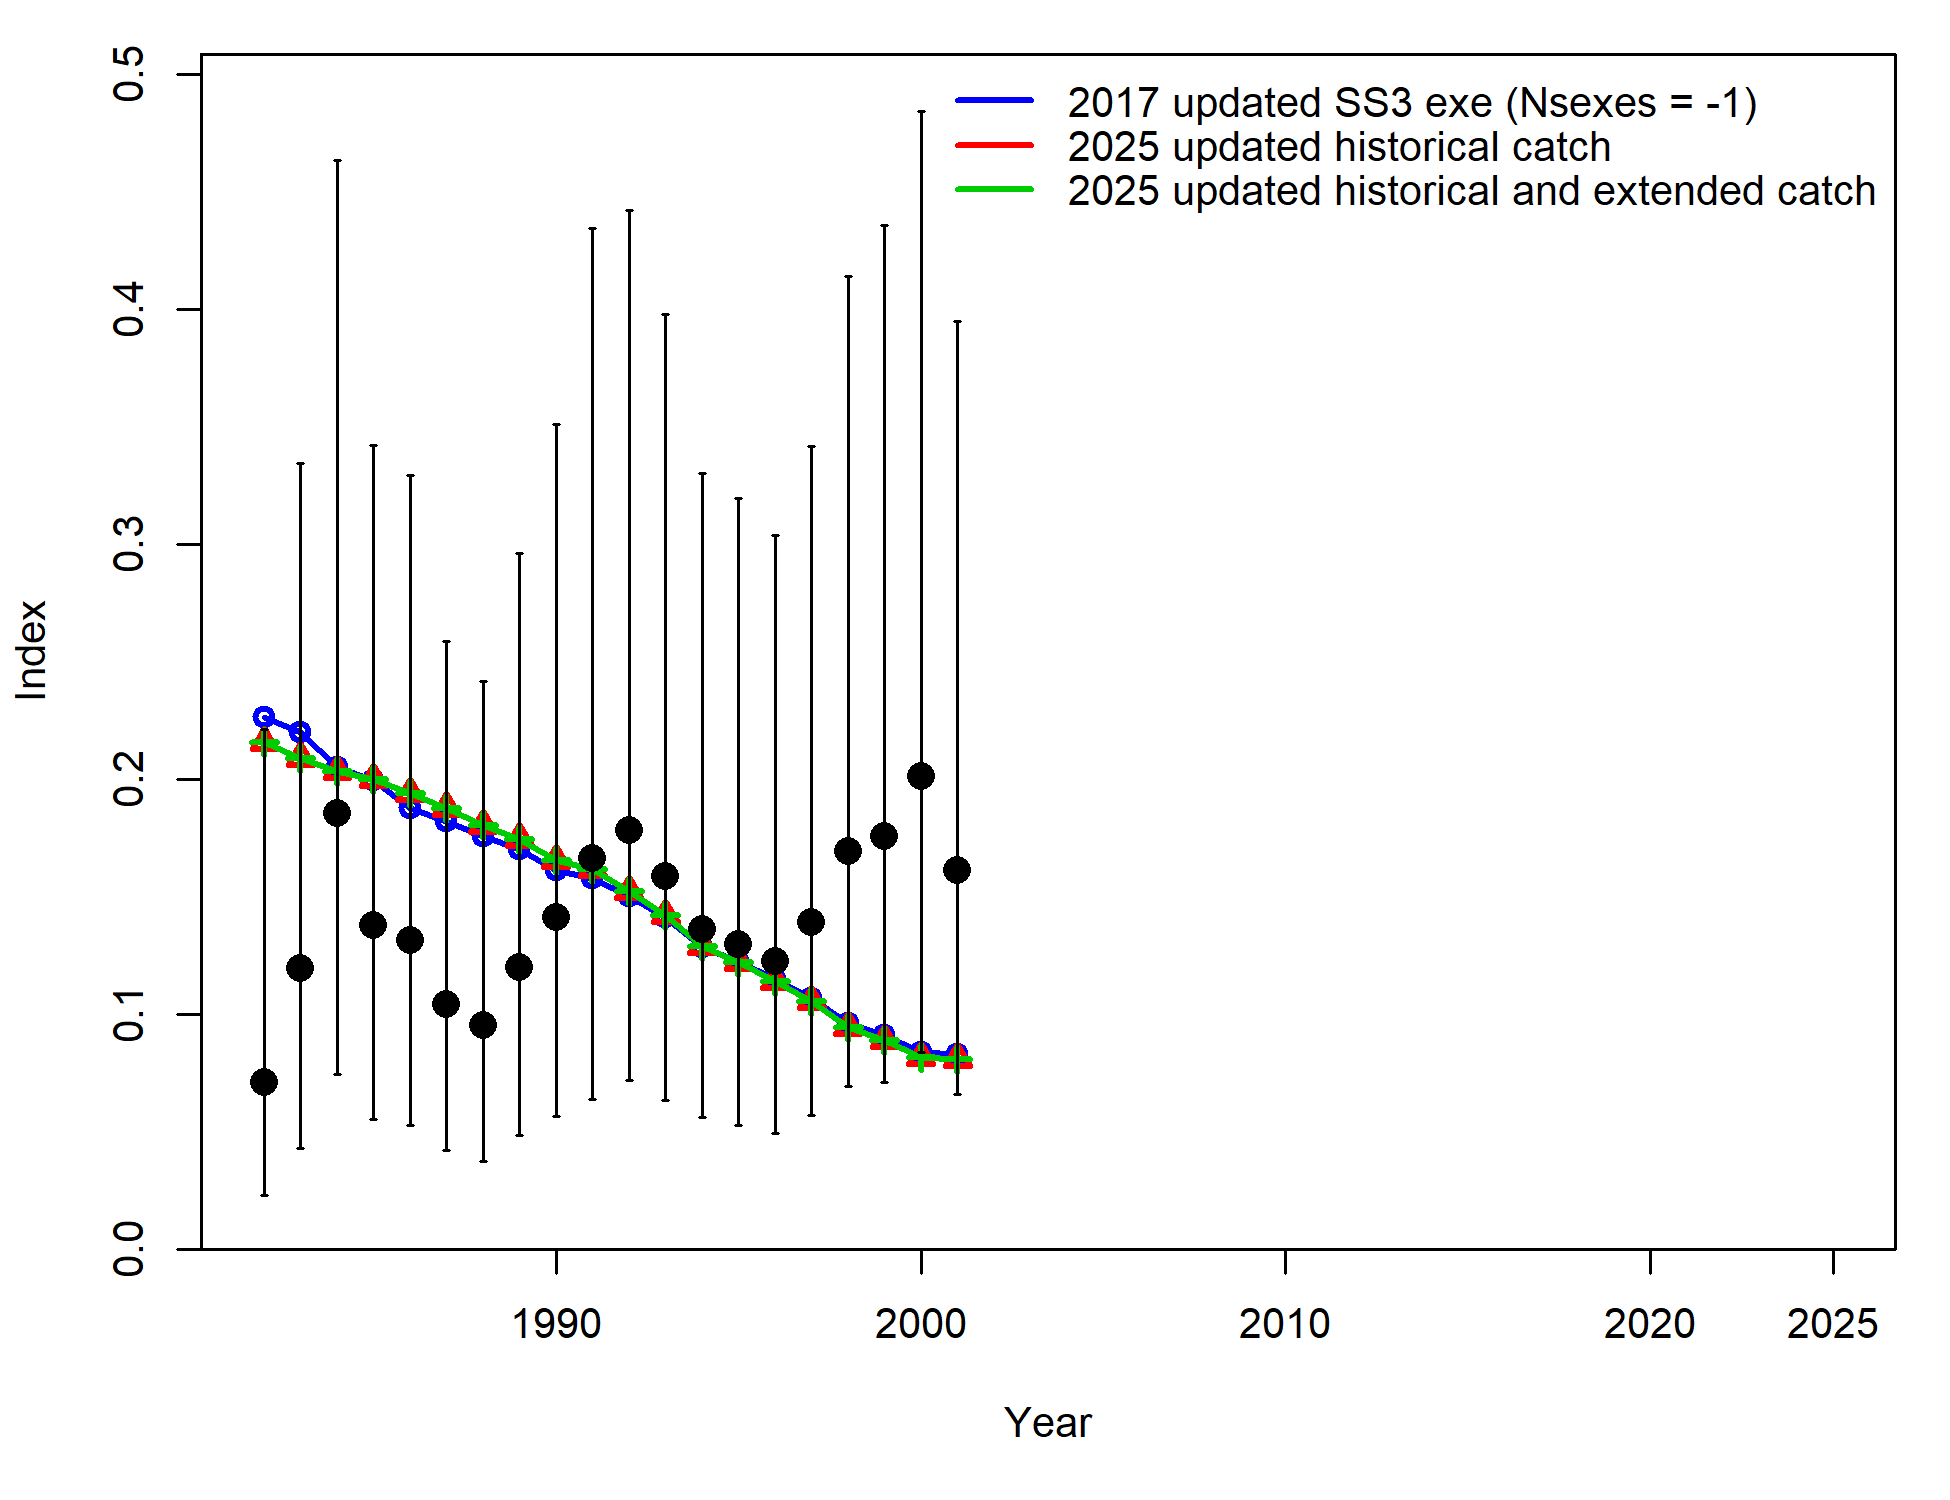 2017 updated SS3 exe (Nsexes = -1)
2025 updated historical catch
2025 updated historical and extended catch
0.5
0.4
0.3
0.2
0.1
0.0
Index
1990
2000
2010
2020
2025
Year